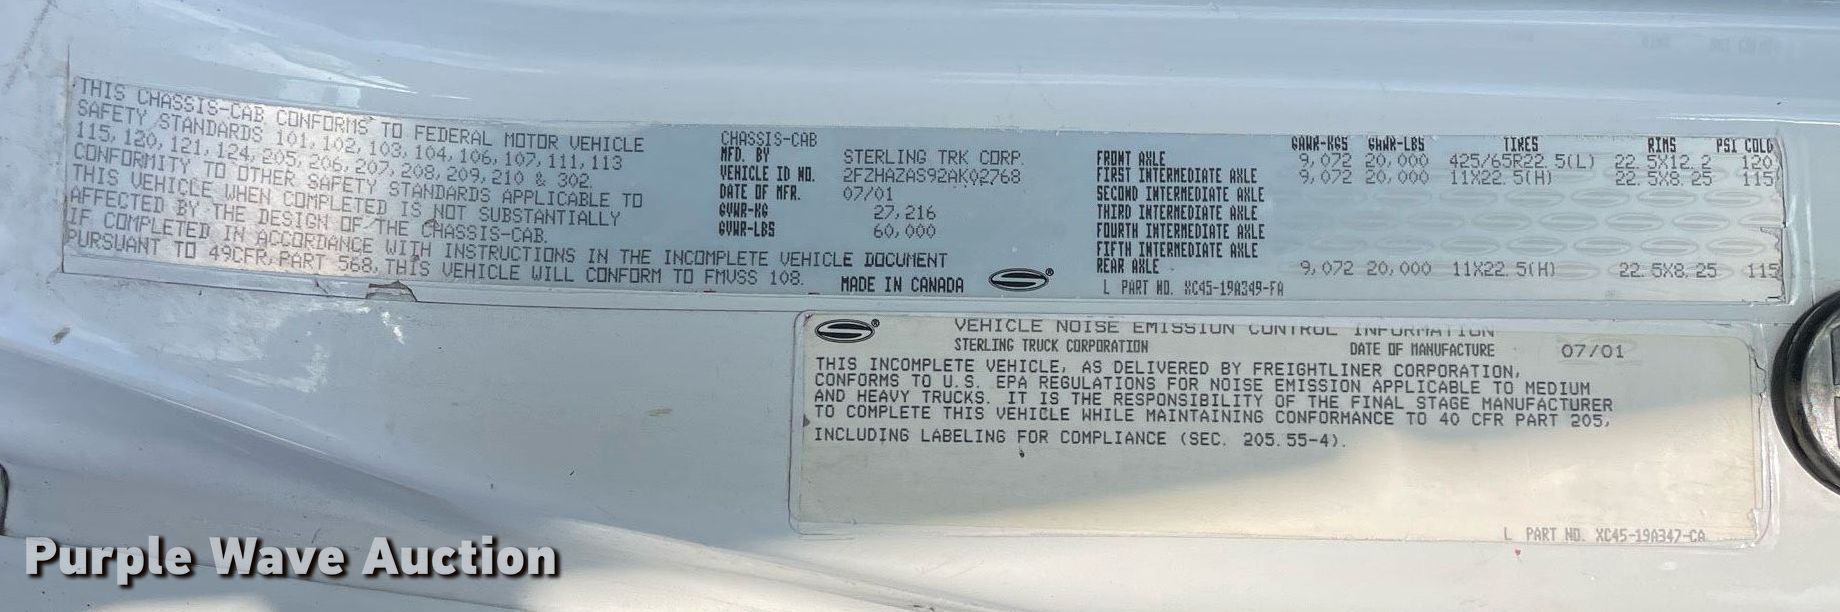 THIS CHASSIS-CAB CONFORMS TO FEDERAL MOTOR VEHICLE
SAFETY STANDARDS 101, 102, 103, 104, 106, 107, 111, 113
115, 120, 121, 124, 205, 206, 207, 208, 209, 210 & 302.
CONFORMITY TO OTHER SAFETY STANDARDS APPLICABLE TO
THIS VEHICLE WHEN COMPLETED IS NOT SUBSTANTIALLY
AFFECTED BY THE DESIGN OF THE CHASSIS-CAB.
IF COMPLETED IN ACCORDANCE WITH INSTRUCTIONS IN THE INCOMPLETE VEHICLE DOCUMENT
PURSUANT TO 49CFR, PART 568, THIS VEHICLE WILL CONFORM TO FMVSS 108.
CHASSIS-CAB
MFD. BY STERLING TRK CORP.
VEHICLE ID NO. 2FZHAZAS92AK02768
DATE OF MFR. 07/01
GVWR-KG 27,216
GVWR-LBS 60,000
MADE IN CANADA
GAWR-KGS GAWR-LBS TIRES RIMS PSI COLD
FRONT AXLE 9,072 20,000 425/65R22.5(L) 22.5X12.2 120
FIRST INTERMEDIATE AXLE 9,072 20,000 11X22.5(H) 22.5X8.25 115
SECOND INTERMEDIATE AXLE
THIRD INTERMEDIATE AXLE
FOURTH INTERMEDIATE AXLE
FIFTH INTERMEDIATE AXLE
REAR AXLE 9,072 20,000 11X22.5(H) 22.5X8.25 115
L PART NO. XC45-19A349-FA
VEHICLE NOISE EMISSION CONTROL INFORMATION
STERLING TRUCK CORPORATION DATE OF MANUFACTURE 07/01
THIS INCOMPLETE VEHICLE, AS DELIVERED BY FREIGHTLINER CORPORATION,
CONFORMS TO U.S. EPA REGULATIONS FOR NOISE EMISSION APPLICABLE TO MEDIUM
AND HEAVY TRUCKS. IT IS THE RESPONSIBILITY OF THE FINAL STAGE MANUFACTURER
TO COMPLETE THIS VEHICLE WHILE MAINTAINING CONFORMANCE TO 40 CFR PART 205,
INCLUDING LABELING FOR COMPLIANCE (SEC. 205.55-4).
L PART NO. XC45-19A347-CA
Purple Wave Auction